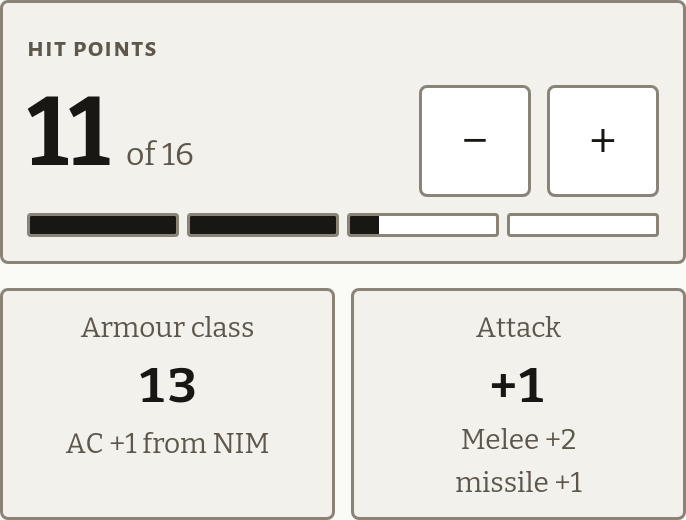 HIT POINTS
11 of 16
− +
Armour class
13
AC +1 from NIM
Attack
+1
Melee +2
missile +1